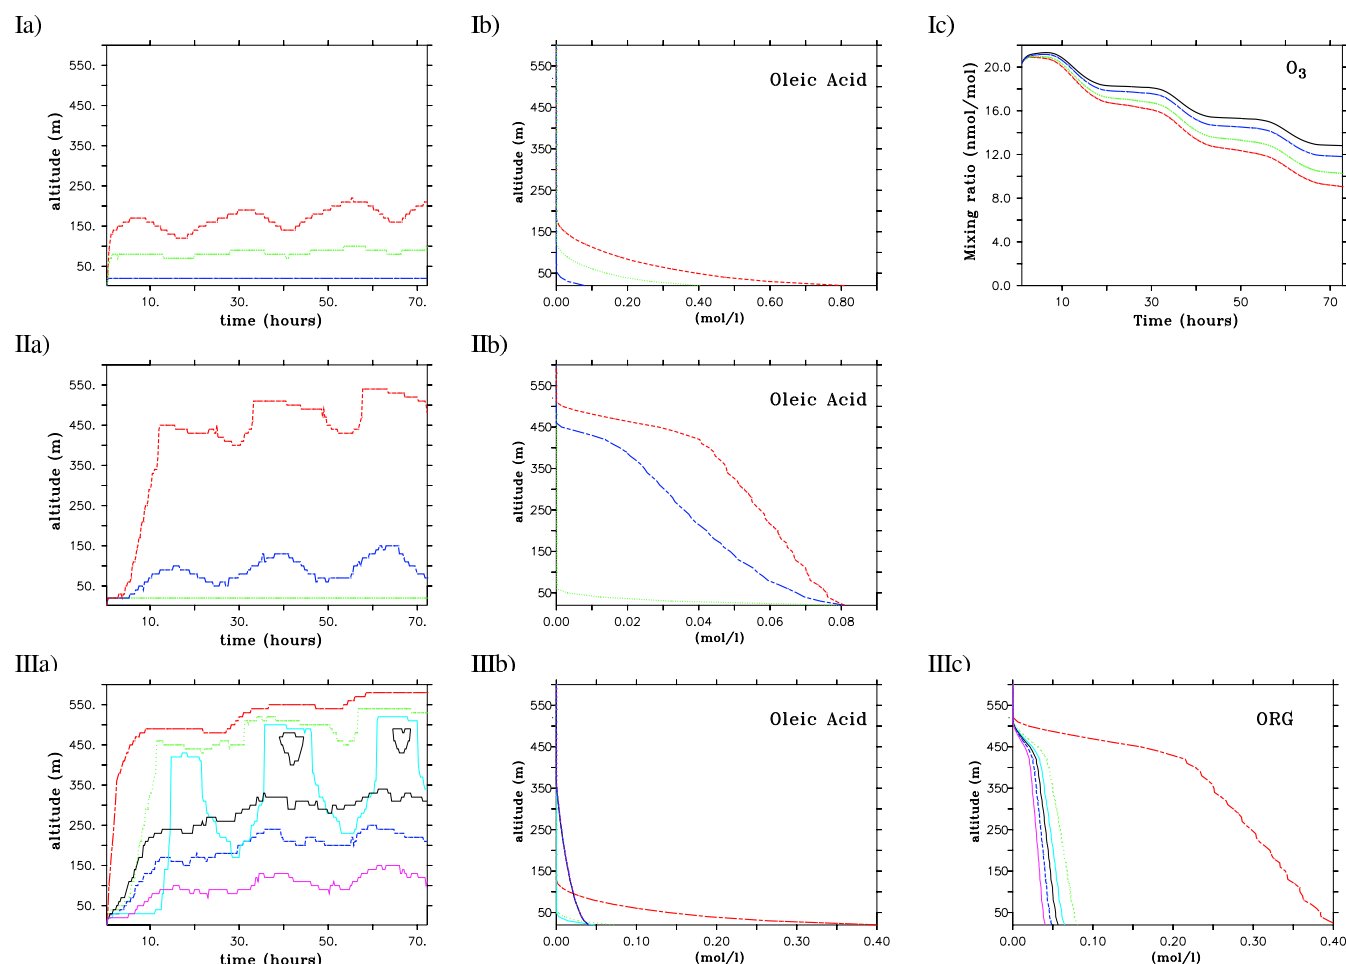 Ia)
550.
450.
350.
250.
150.
50.
altitude (m)
10. 30. 50. 70.
time (hours)
Ib)
Oleic Acid
550
450
350
250
150
50
altitude (m)
0.00 0.20 0.40 0.60 0.80
(mol/l)
Ic)
O3
20.0
16.0
12.0
8.0
4.0
0.0
Mixing ratio (nmol/mol)
10 30 50 70
Time (hours)
IIa)
550.
450.
350.
250.
150.
50.
altitude (m)
10. 30. 50. 70.
time (hours)
IIb)
Oleic Acid
550
450
350
250
150
50
altitude (m)
0.00 0.02 0.04 0.06 0.08
(mol/l)
IIIa)
550.
450.
350.
250.
150.
50.
altitude (m)
10. 30. 50. 70.
time (hours)
IIIb)
Oleic Acid
550
450
350
250
150
50
altitude (m)
0.00 0.10 0.20 0.30 0.40
(mol/l)
IIIc)
ORG
550
450
350
250
150
50
altitude (m)
0.00 0.10 0.20 0.30 0.40
(mol/l)